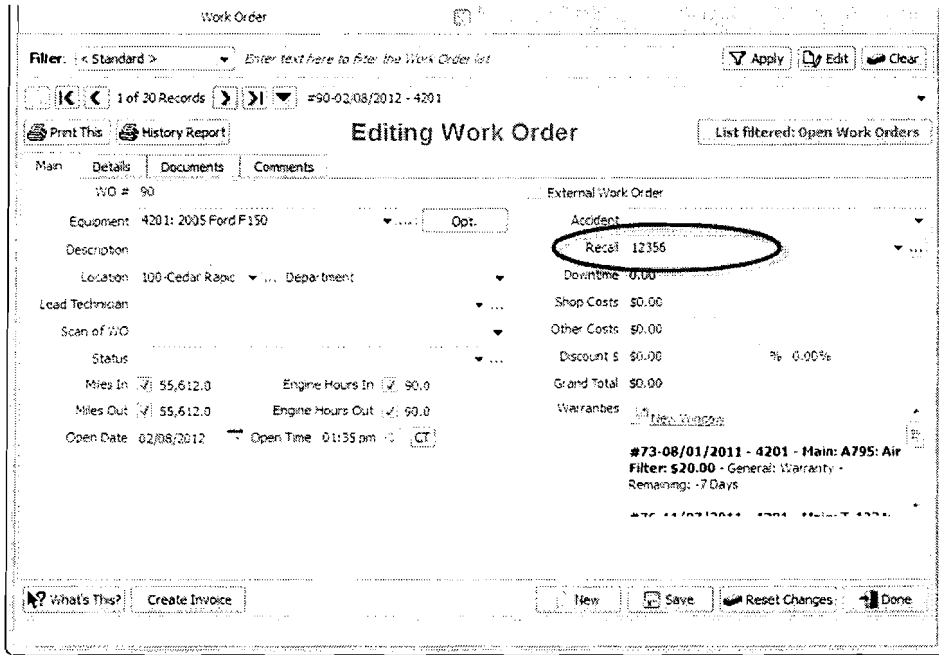 Work Order
Filter: < Standard > Enter text here to filter the Work Order list Apply Edit Clear
1 of 30 Records #90-02/08/2012 - 4201
Print This History Report Editing Work Order List filtered: Open Work Orders
Main Details Documents Comments
WO # 90 External Work Order
Equipment 4201: 2005 Ford F150 ... Opt. Accident
Description Recall 12356 ...
Location 100-Cedar Rapic ... Department Downtime 0.00
Lead Technician ... Shop Costs $0.00
Scan of WO Other Costs $0.00
Status ... Discount $ $0.00 % 0.00%
Miles In 55,612.0 Engine Hours In 90.0 Grand Total $0.00
Miles Out 55,612.0 Engine Hours Out 90.0 Warranties New Window
Open Date 02/08/2012 Open Time 01:35 pm CT
#73-08/01/2011 - 4201 - Main: A795: Air
Filter: $20.00 - General: Warranty -
Remaining: -7 Days
What's This? Create Invoice New Save Reset Changes Done